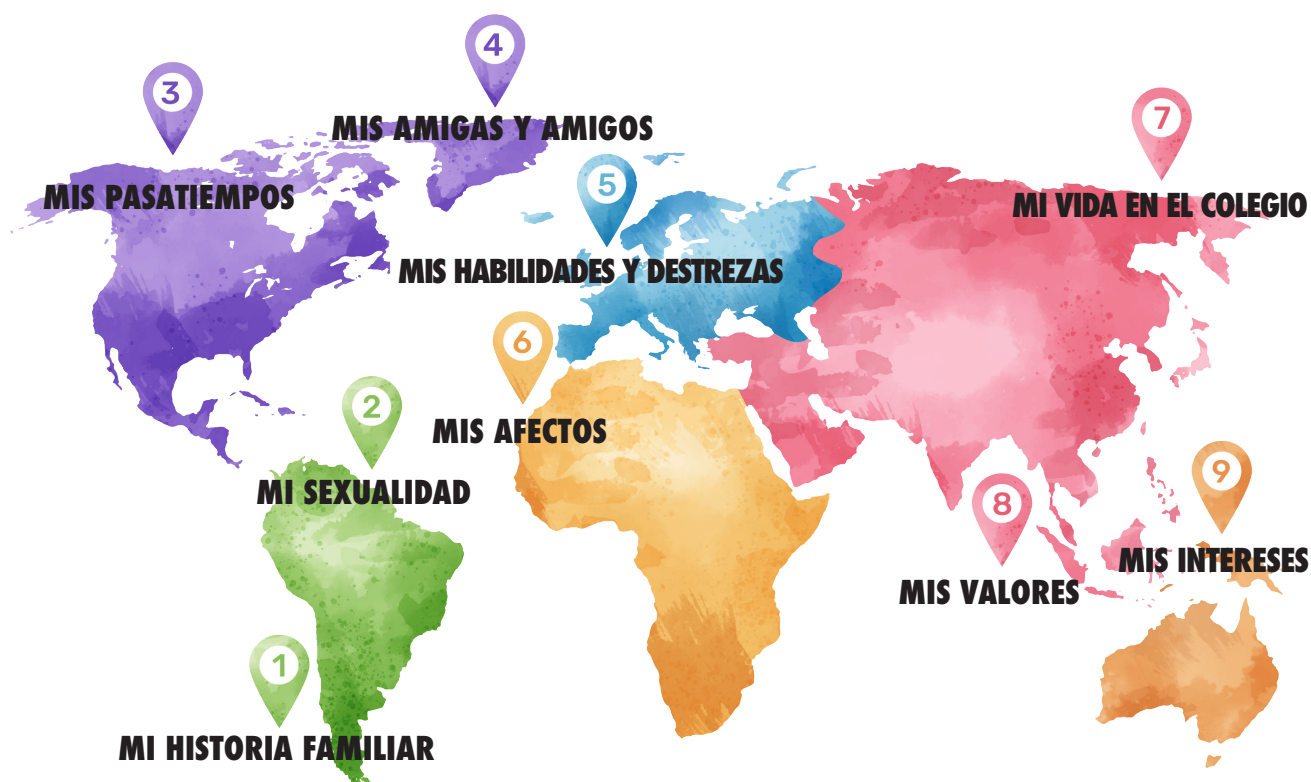 4
3
MIS AMIGAS Y AMIGOS
7
5
MIS PASATIEMPOS
MI VIDA EN EL COLEGIO
MIS HABILIDADES Y DESTREZAS
6
2
MIS AFECTOS
9
MI SEXUALIDAD
8
MIS INTERESES
MIS VALORES
1
MI HISTORIA FAMILIAR